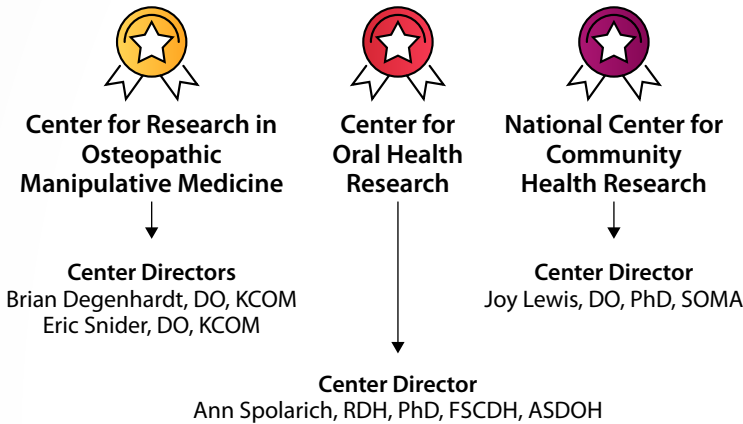 Center for Research in
Osteopathic
Manipulative Medicine
Center Directors
Brian Degenhardt, DO, KCOM
Eric Snider, DO, KCOM
Center for
Oral Health
Research
Center Director
Ann Spolarich, RDH, PhD, FSCDH, ASDOH
National Center for
Community
Health Research
Center Director
Joy Lewis, DO, PhD, SOMA